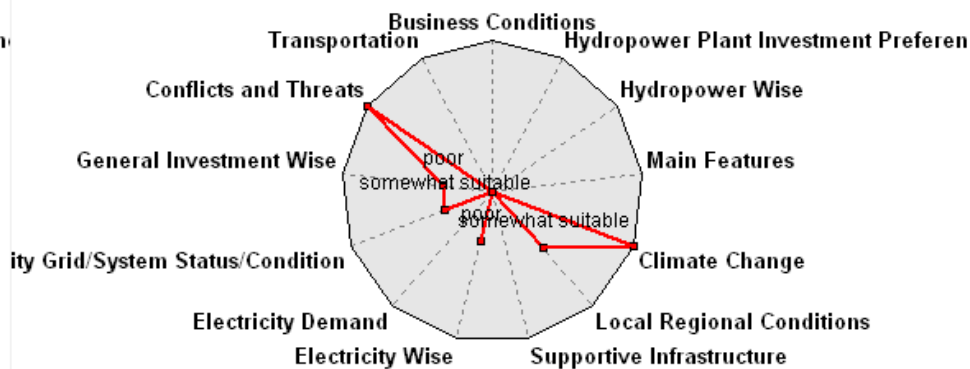 Business Conditions
Transportation
Hydropower Plant Investment Preferen
Conflicts and Threats
Hydropower Wise
General Investment Wise
Main Features
poor
somewhat suitable
poor
somewhat suitable
ity Grid/System Status/Condition
Climate Change
Electricity Demand
Local Regional Conditions
Electricity Wise
Supportive Infrastructure